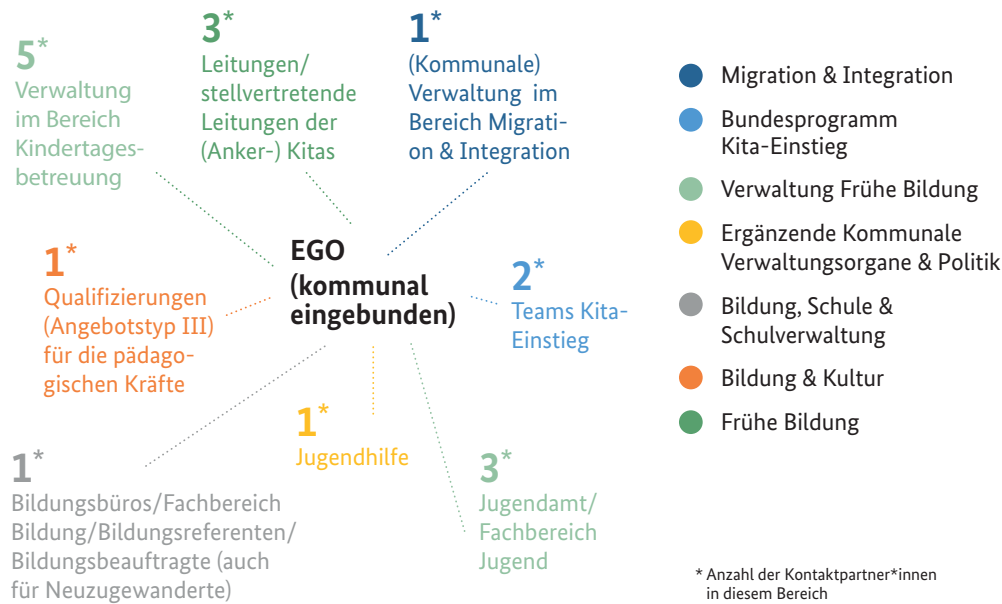 5*
Verwaltung
im Bereich
Kindertages-
betreuung
3*
Leitungen/
stellvertretende
Leitungen der
(Anker-) Kitas
1*
(Kommunale)
Verwaltung im
Bereich Migrati-
on & Integration
EGO
(kommunal
eingebunden)
1*
Qualifizierungen
(Angebotstyp III)
für die pädago-
gischen Kräfte
2*
Teams Kita-
Einstieg
1*
Bildungsbüros/Fachbereich
Bildung/Bildungsreferenten/
Bildungsbeauftragte (auch
für Neuzugewanderte)
1*
Jugendhilfe
3*
Jugendamt/
Fachbereich
Jugend
Migration & Integration
Bundesprogramm
Kita-Einstieg
Verwaltung Frühe Bildung
Ergänzende Kommunale
Verwaltungsorgane & Politik
Bildung, Schule &
Schulverwaltung
Bildung & Kultur
Frühe Bildung
* Anzahl der Kontaktpartner*innen
in diesem Bereich